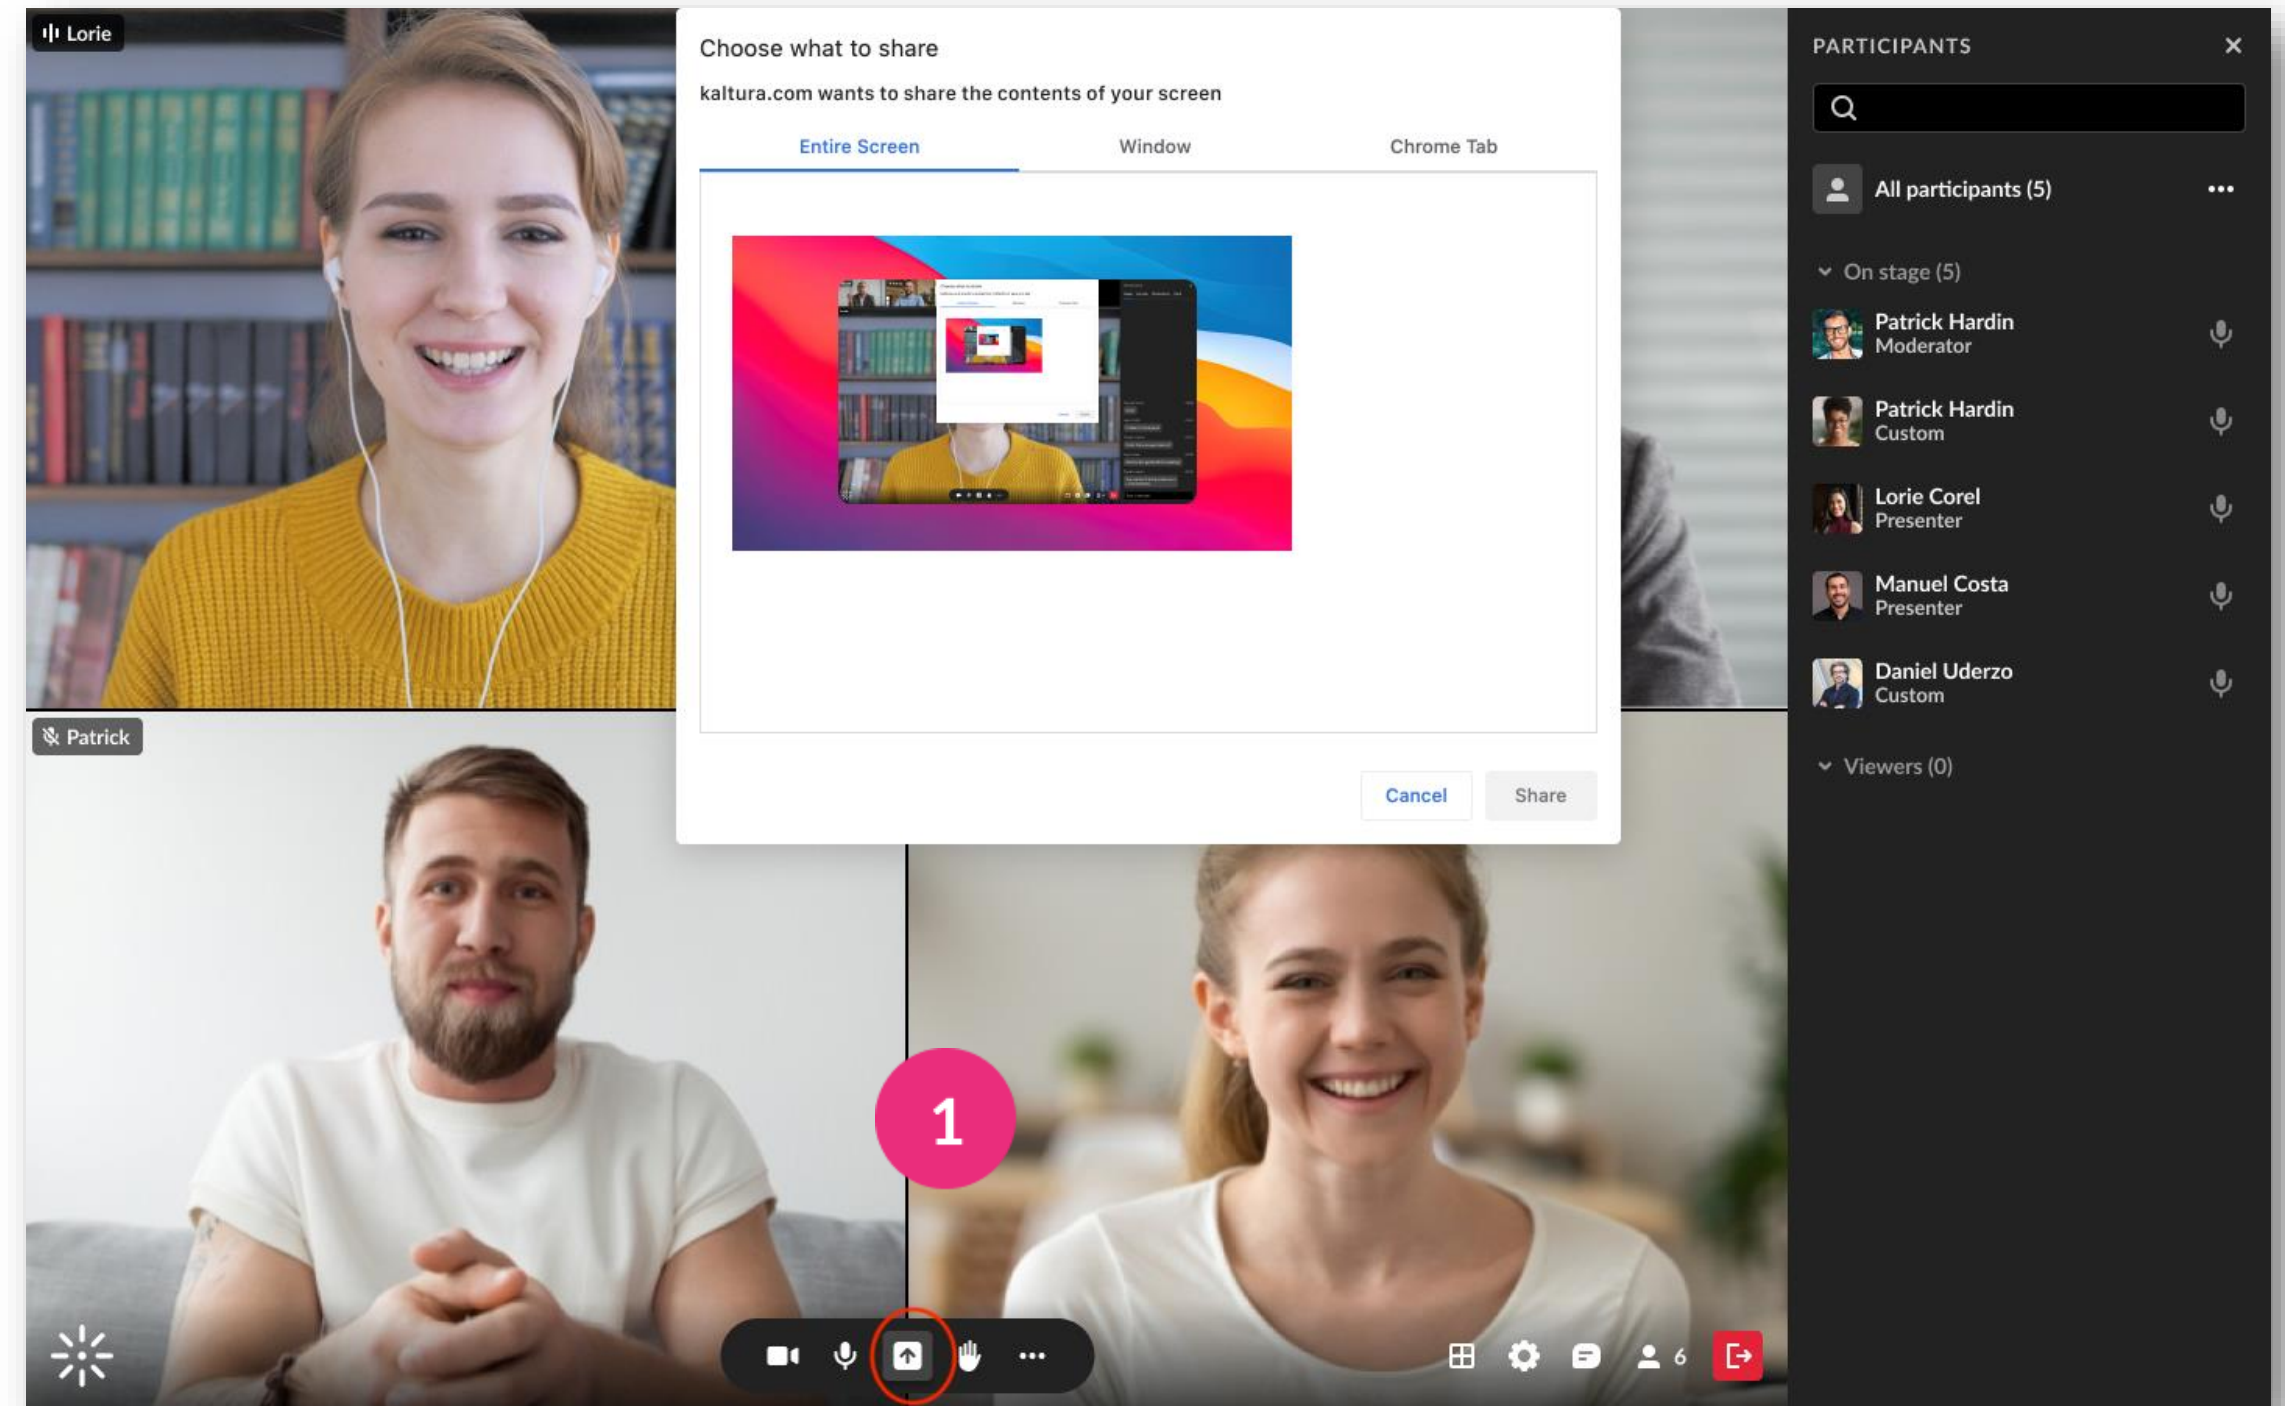 Lorie
Choose what to share
kaltura.com wants to share the contents of your screen
Entire Screen
Window
Chrome Tab
Cancel
Share
Patrick
1
6
PARTICIPANTS
All participants (5)
On stage (5)
Patrick Hardin
Moderator
Patrick Hardin
Custom
Lorie Corel
Presenter
Manuel Costa
Presenter
Daniel Uderzo
Custom
Viewers (0)